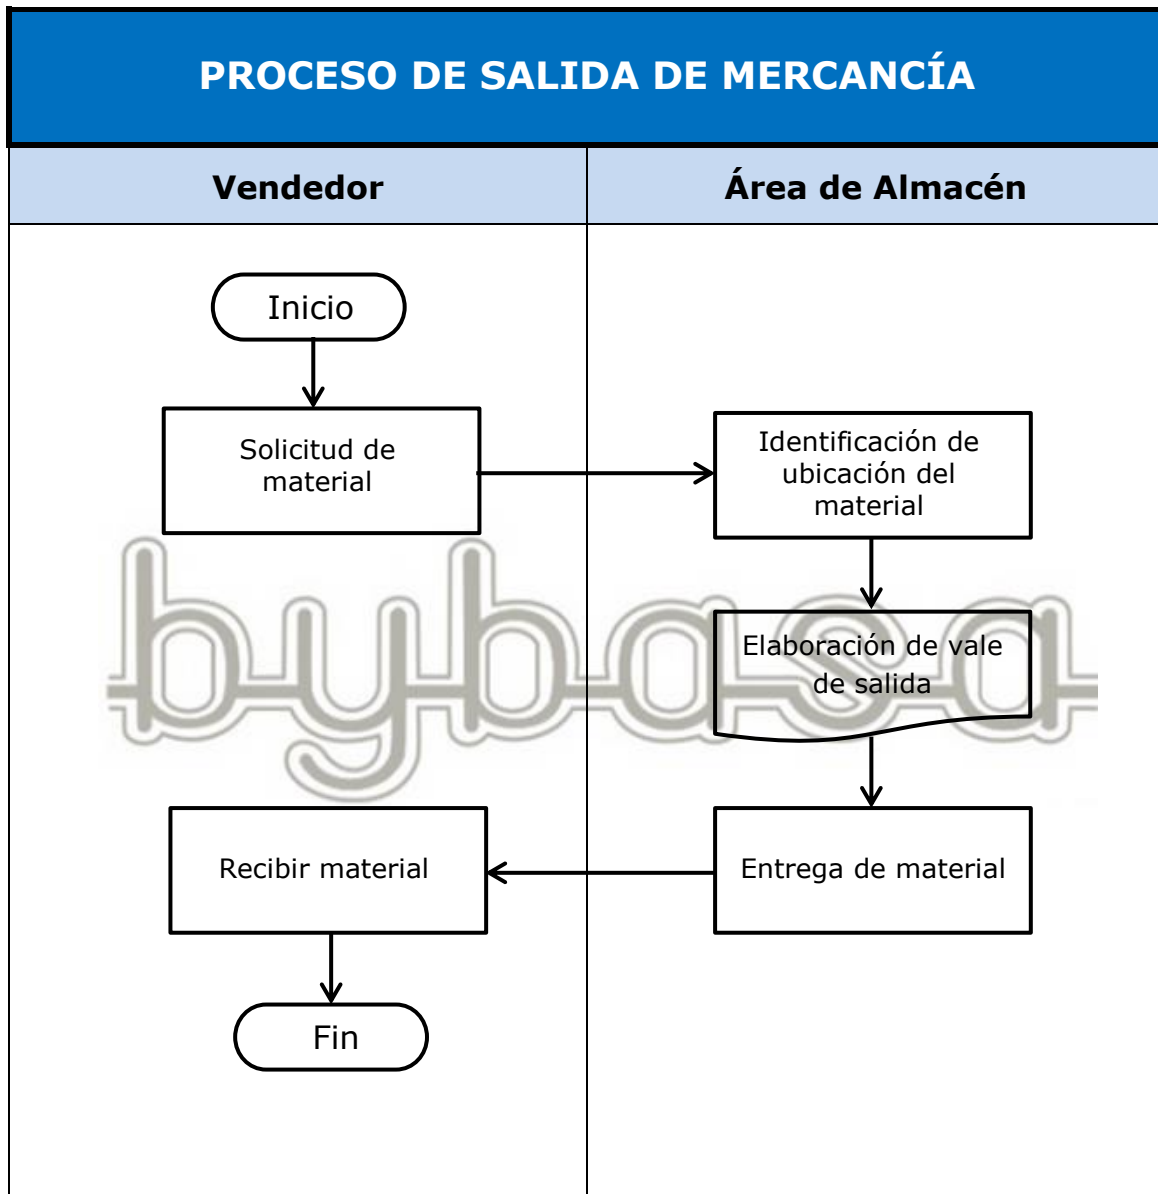 PROCESO DE SALIDA DE MERCANCÍA
Vendedor
Área de Almacén
Inicio
Solicitud de
material
Identificación de
ubicación del
material
bybasa
Elaboración de vale
de salida
Recibir material
Entrega de material
Fin